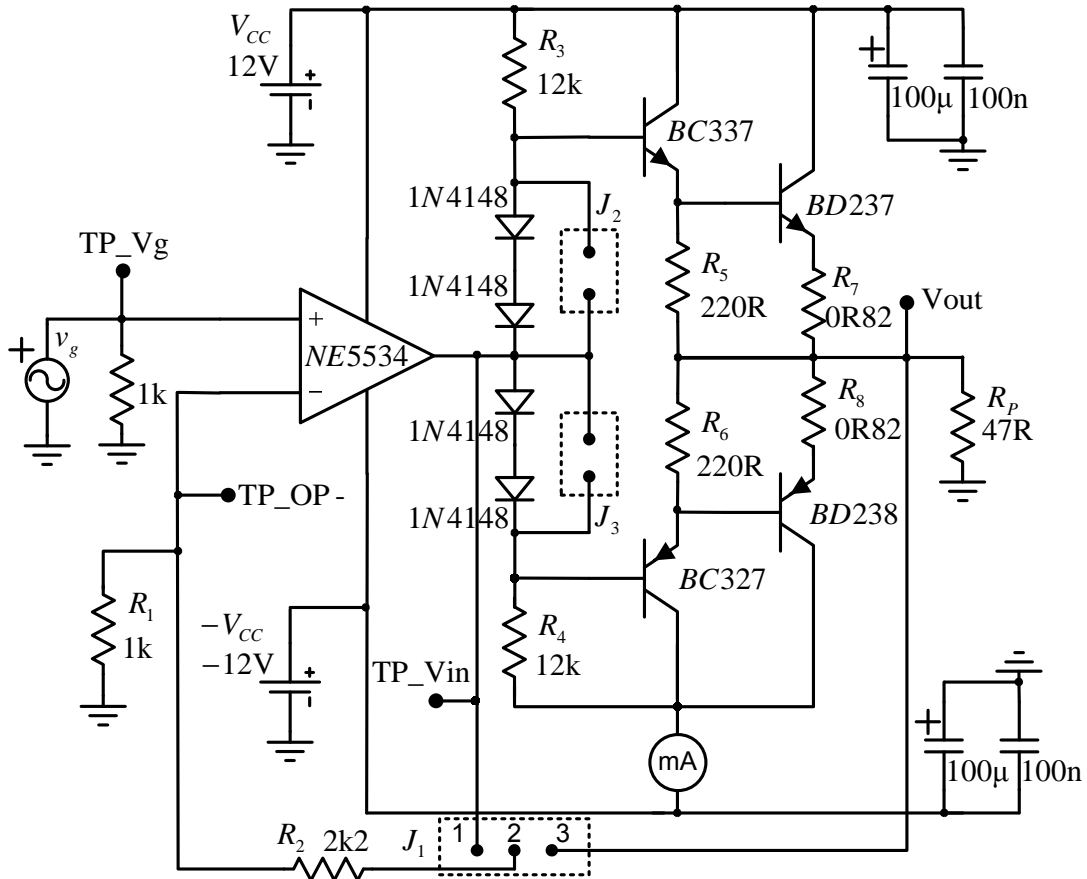 V_CC
12V
R_3
12k
100µ
100n
BC337
1N4148
J_2
BD237
TP_Vg
1N4148
R_5
220R
R_7
0R82
Vout
v_g
1k
NE5534
1N4148
R_6
220R
R_8
0R82
R_P
47R
TP_OP-
1N4148
J_3
BD238
BC327
R_1
1k
−V_CC
−12V
R_4
12k
TP_Vin
mA
100µ
100n
R_2
2k2
J_1
1
2
3